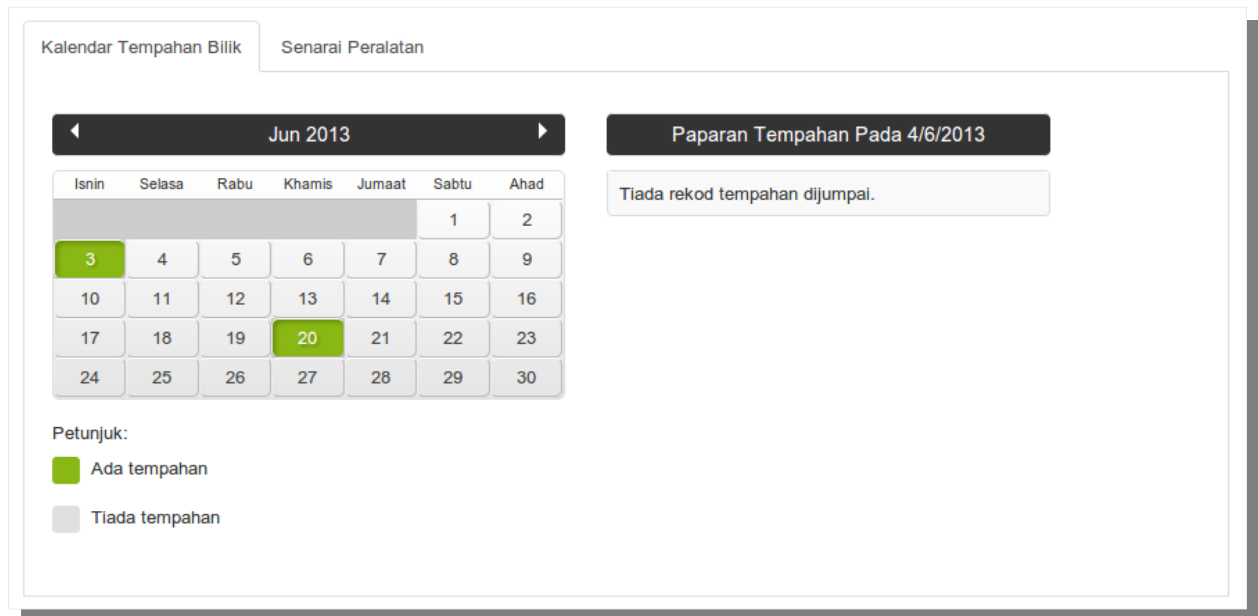 Kalendar Tempahan Bilik Senarai Peralatan
Jun 2013
Isnin Selasa Rabu Khamis Jumaat Sabtu Ahad
1 2
3 4 5 6 7 8 9
10 11 12 13 14 15 16
17 18 19 20 21 22 23
24 25 26 27 28 29 30
Petunjuk:
Ada tempahan
Tiada tempahan
Paparan Tempahan Pada 4/6/2013
Tiada rekod tempahan dijumpai.